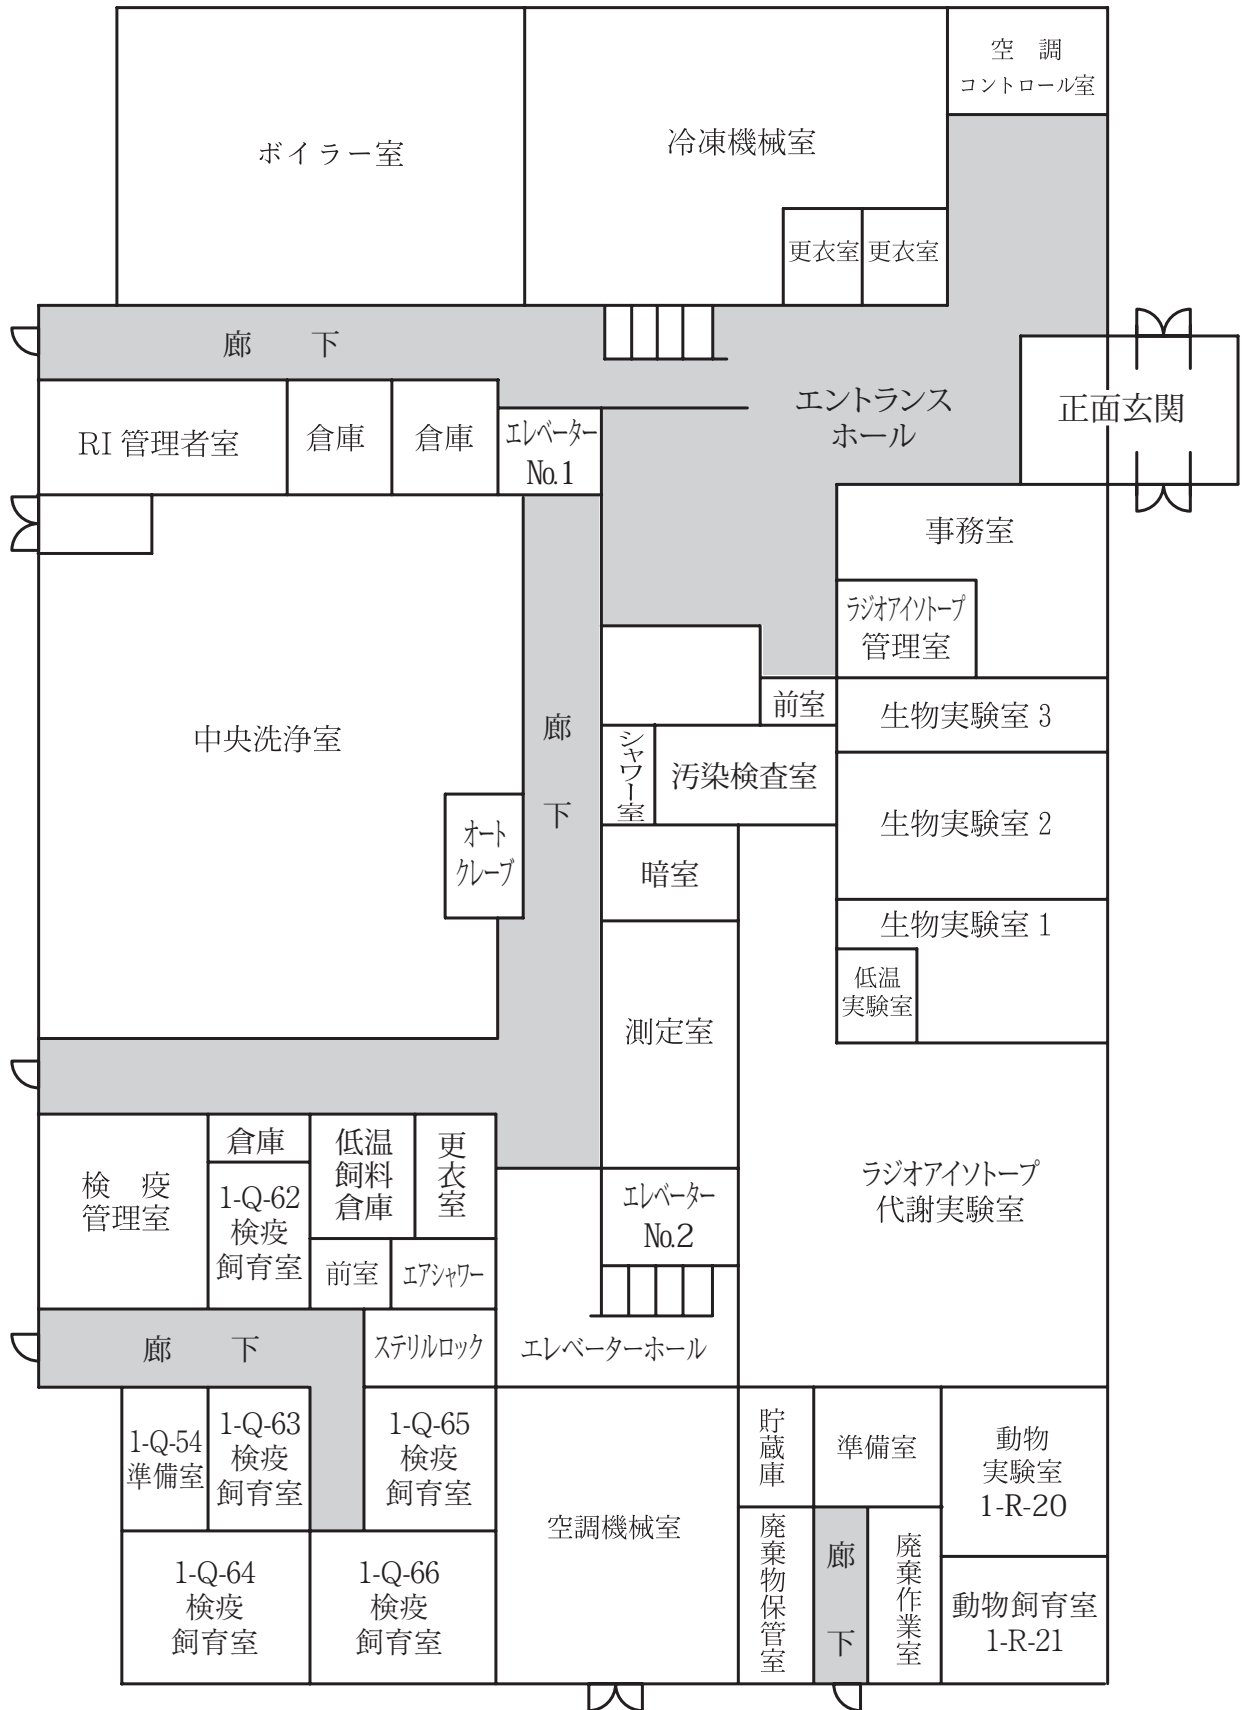 空 調
コントロール室
ボイラー室
冷凍機械室
更衣室
更衣室
廊 下
エントランス
ホール
正面玄関
RI 管理者室
倉庫
倉庫
エレベーター
No.1
事務室
ラジオアイソトープ
管理室
前室
生物実験室 3
中央洗浄室
廊
下
シャワー室
汚染検査室
生物実験室 2
オート
クレーブ
暗室
生物実験室 1
低温
実験室
測定室
検 疫
管理室
倉庫
1-Q-62
検疫
飼育室
低温
飼料
倉庫
更衣室
前室
エアシャワー
エレベーター
No.2
ラジオアイソトープ
代謝実験室
廊 下
ステリルロック
エレベーターホール
1-Q-54
準備室
1-Q-63
検疫
飼育室
1-Q-65
検疫
飼育室
空調機械室
貯蔵庫
準備室
動物
実験室
1-R-20
1-Q-64
検疫
飼育室
1-Q-66
検疫
飼育室
廃棄物保管室
廊
下
廃棄作業室
動物飼育室
1-R-21